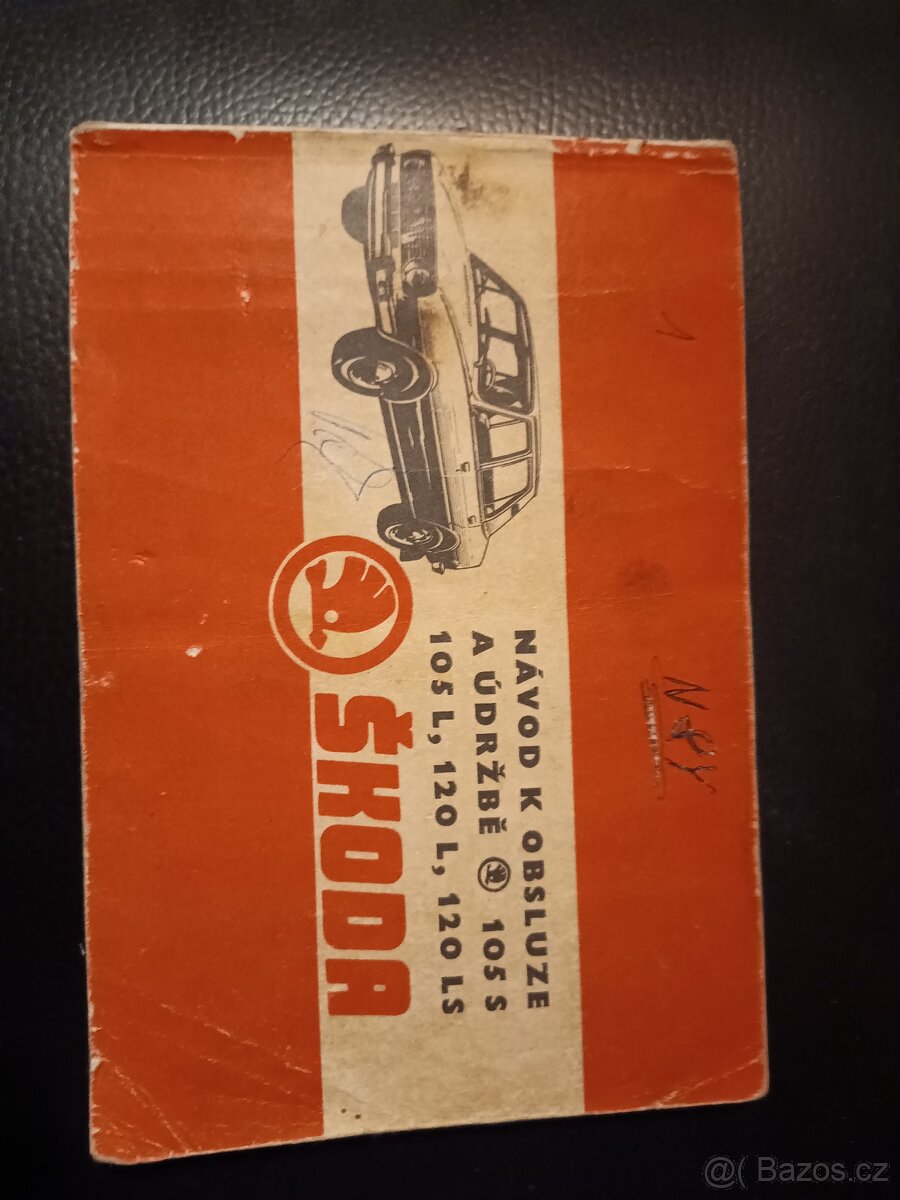 NÁVOD K OBSLUZE
A ÚDRŽBĚ 105 S
105 L, 120 L, 120 LS
ŠKODA
@( Bazos.cz